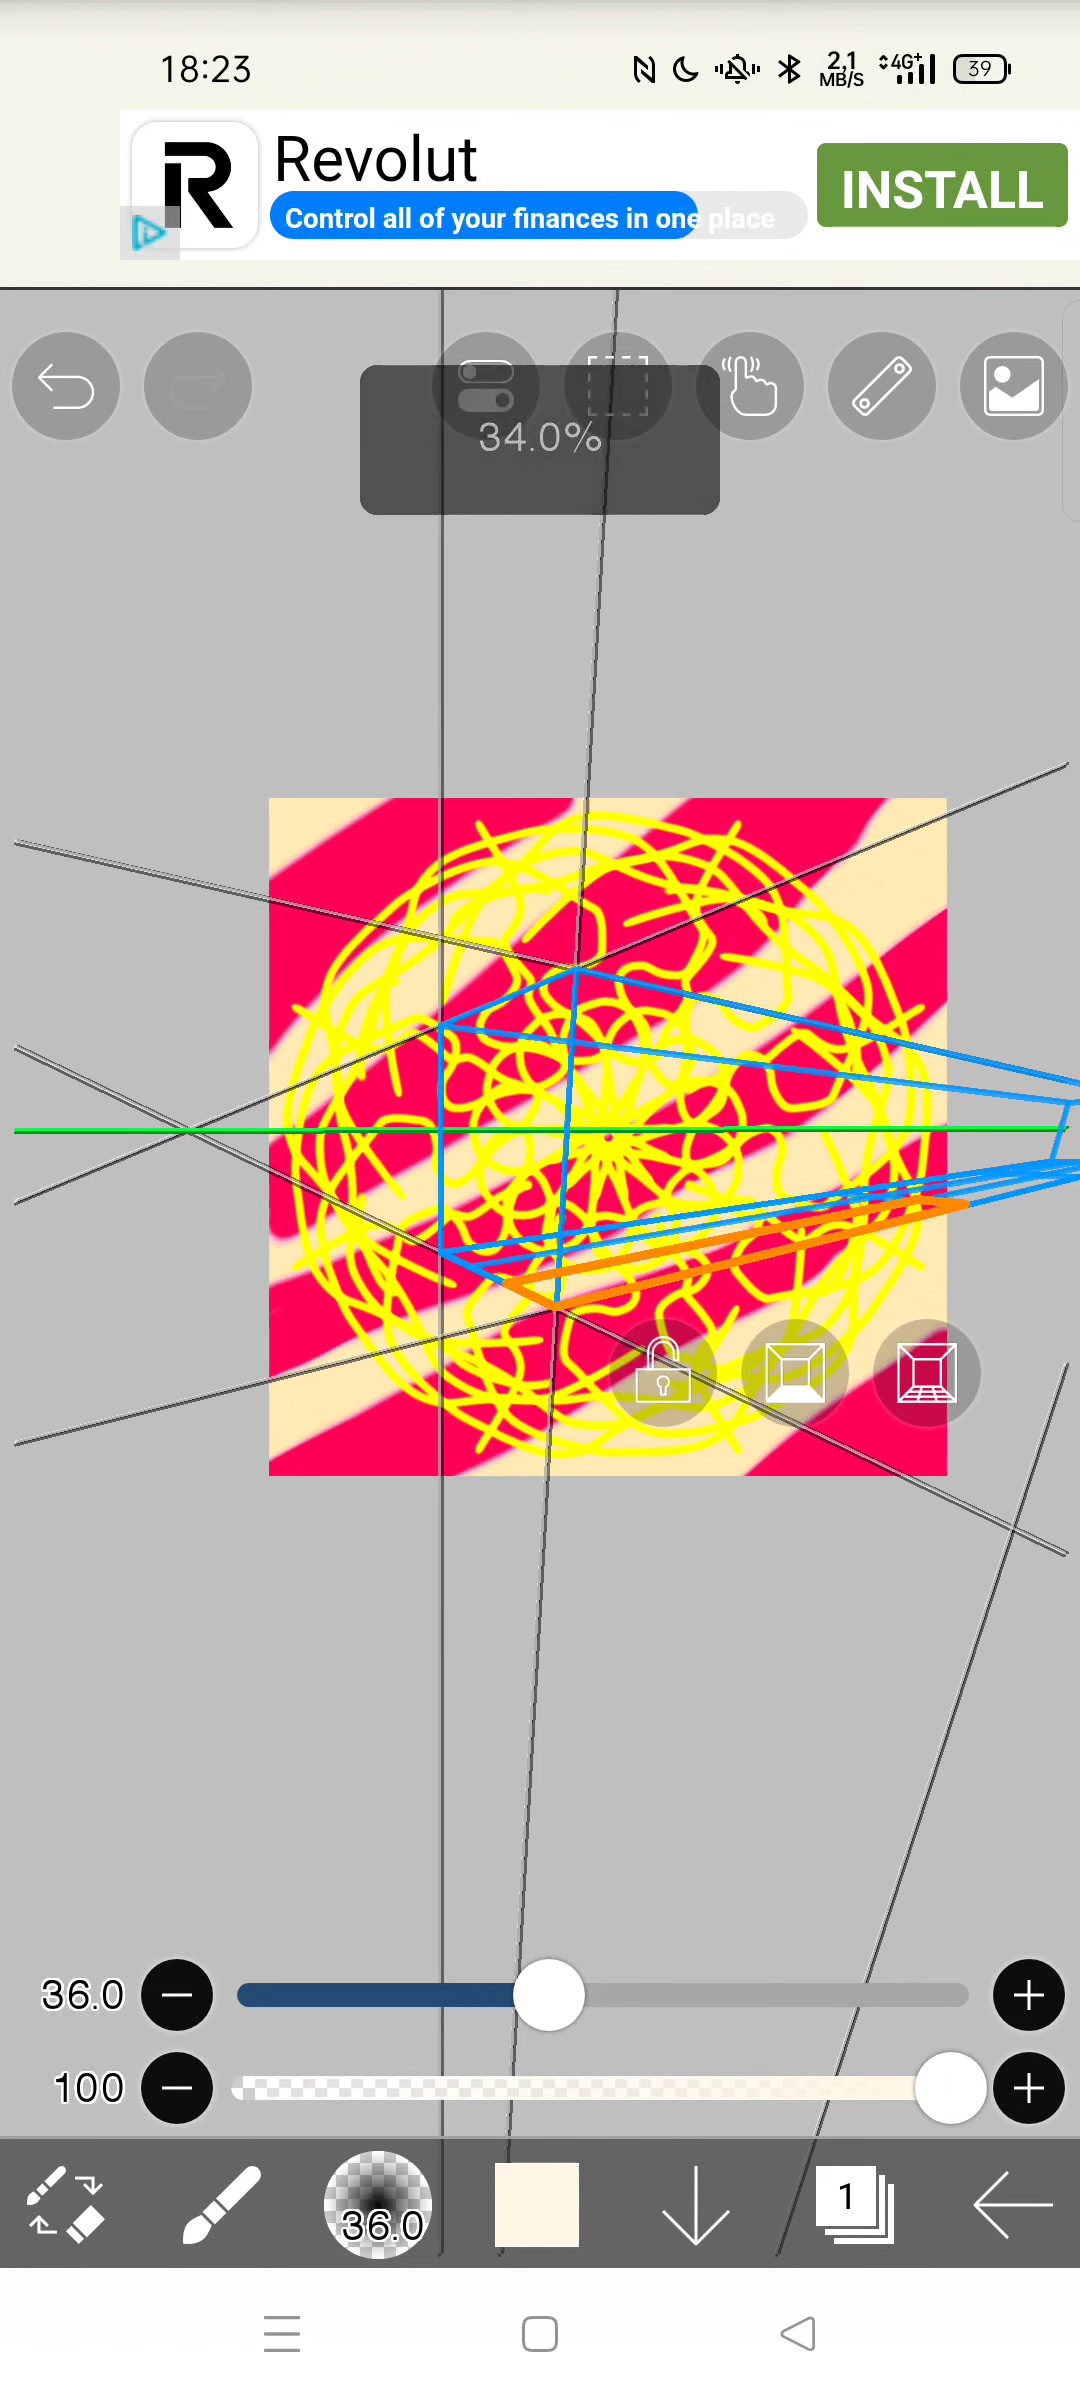 18:23
2,1
MB/S
4G+
39
Revolut
Control all of your finances in one place
INSTALL
34.0%
36.0
100
36.0
1